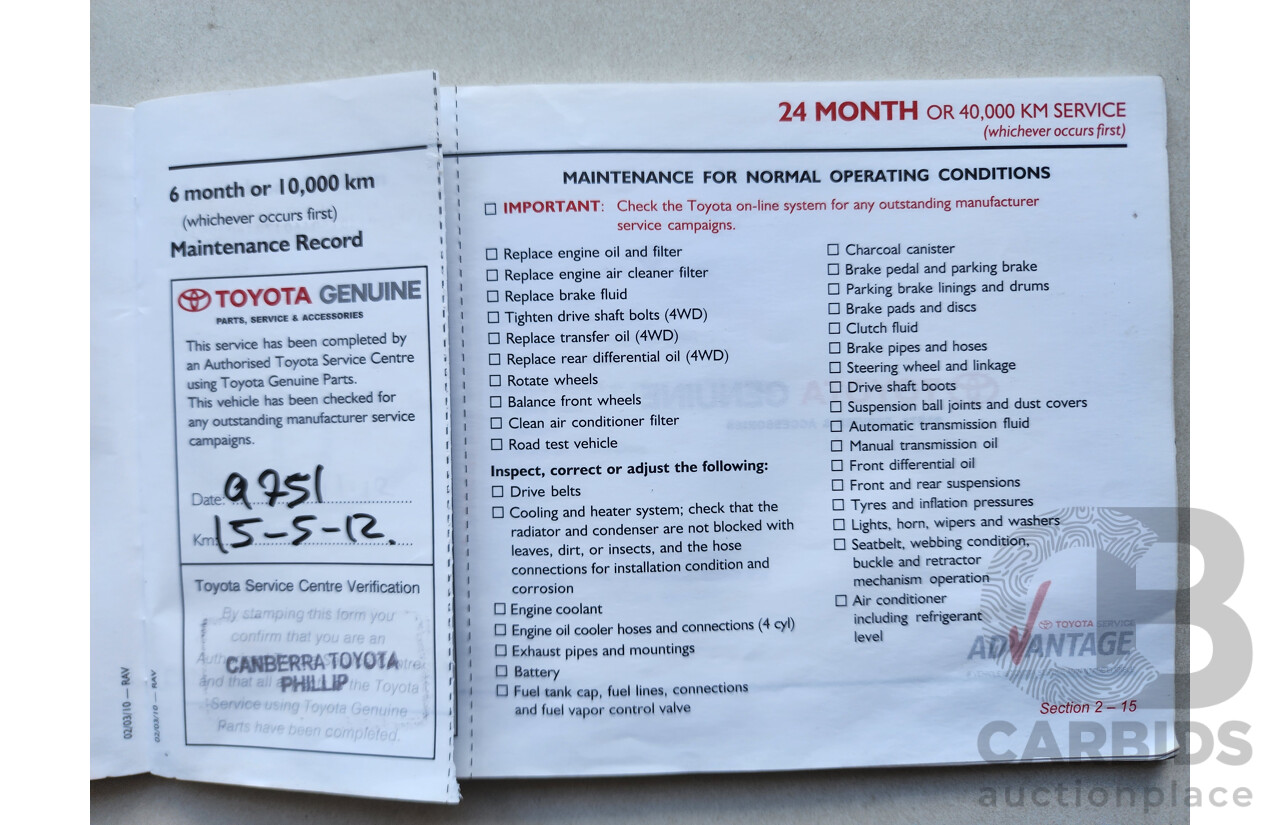 6 month or 10,000 km
(whichever occurs first)
Maintenance Record
TOYOTA GENUINE
PARTS, SERVICE & ACCESSORIES
This service has been completed by
an Authorised Toyota Service Centre
using Toyota Genuine Parts.
This vehicle has been checked for
any outstanding manufacturer service
campaigns.
Date: 9751
Km: 15-5-12.
Toyota Service Centre Verification
By stamping this form you
confirm that you are an
CANBERRA TOYOTA
PHILLIP
and that all the Toyota
Service using Toyota Genuine
Parts have been completed.
02/03/10 — RAV
02/03/10 — RAV
24 MONTH OR 40,000 KM SERVICE
(whichever occurs first)
MAINTENANCE FOR NORMAL OPERATING CONDITIONS
IMPORTANT: Check the Toyota on-line system for any outstanding manufacturer
service campaigns.
Replace engine oil and filter
Replace engine air cleaner filter
Replace brake fluid
Tighten drive shaft bolts (4WD)
Replace transfer oil (4WD)
Replace rear differential oil (4WD)
Rotate wheels
Balance front wheels
Clean air conditioner filter
Road test vehicle
Inspect, correct or adjust the following:
Drive belts
Cooling and heater system; check that the
radiator and condenser are not blocked with
leaves, dirt, or insects, and the hose
connections for installation condition and
corrosion
Engine coolant
Engine oil cooler hoses and connections (4 cyl)
Exhaust pipes and mountings
Battery
Fuel tank cap, fuel lines, connections
and fuel vapor control valve
Charcoal canister
Brake pedal and parking brake
Parking brake linings and drums
Brake pads and discs
Clutch fluid
Brake pipes and hoses
Steering wheel and linkage
Drive shaft boots
Suspension ball joints and dust covers
Automatic transmission fluid
Manual transmission oil
Front differential oil
Front and rear suspensions
Tyres and inflation pressures
Lights, horn, wipers and washers
Seatbelt, webbing condition,
buckle and retractor
mechanism operation
Air conditioner
including refrigerant
level
TOYOTA SERVICE
ADVANTAGE
Section 2 – 15
CB
CARBIDS
auctionplace